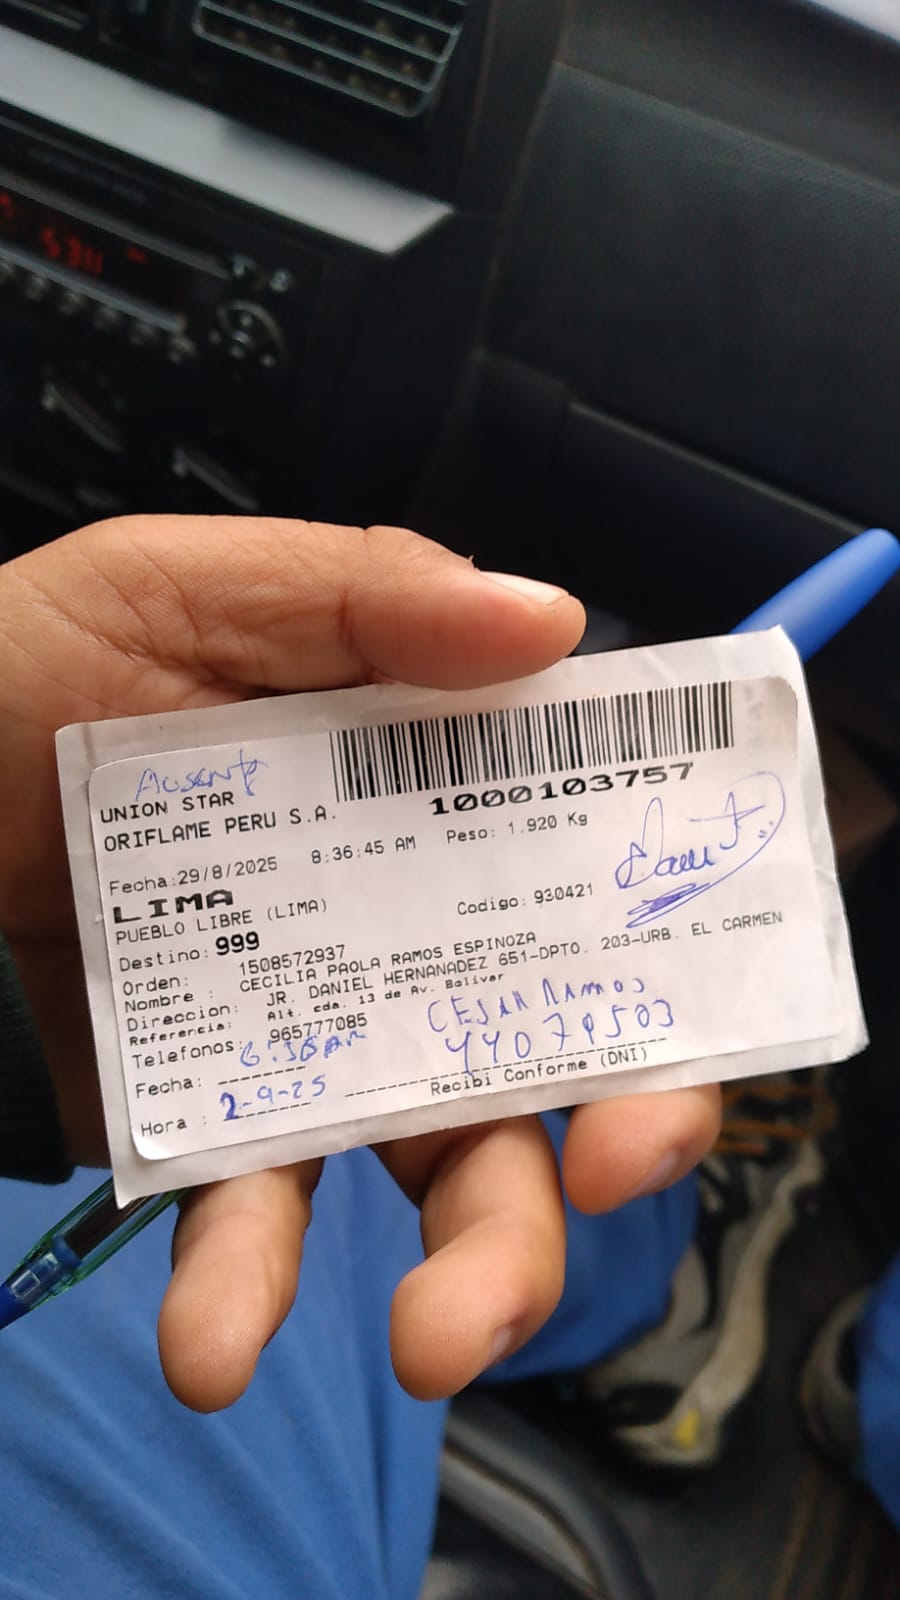 Ausente
UNION STAR
ORIFLAME PERU S.A.
1000103757
Fecha:29/8/2025 8:36:45 AM Peso: 1.920 Kg
LIMA
PUEBLO LIBRE (LIMA) Codigo: 930421
Destino: 999
Orden: 1508572937
Nombre : CECILIA PAOLA RAMOS ESPINOZA
Direccion: JR. DANIEL HERNANADEZ 651-DPTO. 203-URB. EL CARMEN
Referencia: Alt. cda. 13 de Av. Bolivar
Telefonos: 965777085
CESAR RAMOS
Fecha:
Hora : 2-9-25
Recibi Conforme (DNI)